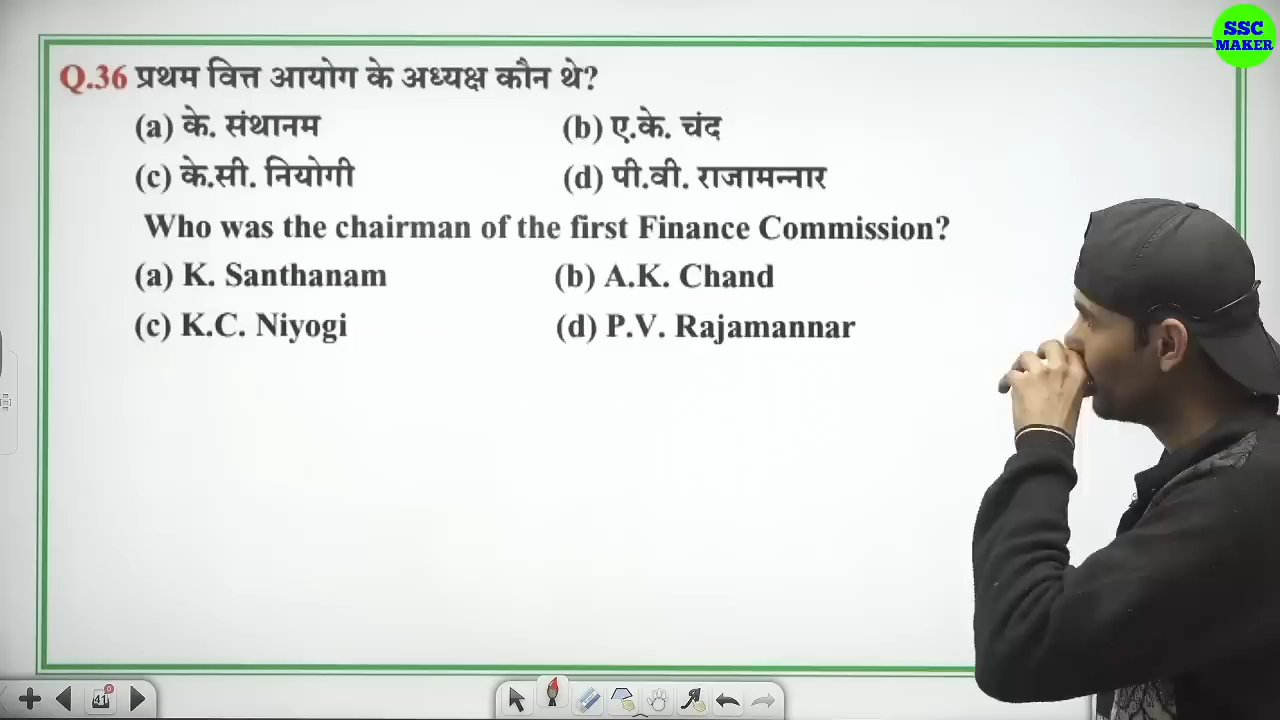 SSC
MAKER
Q.36 प्रथम वित्त आयोग के अध्यक्ष कौन थे?
(a) के. संथानम (b) ए.के. चंद
(c) के.सी. नियोगी (d) पी.वी. राजामन्नार
Who was the chairman of the first Finance Commission?
(a) K. Santhanam (b) A.K. Chand
(c) K.C. Niyogi (d) P.V. Rajamannar
41